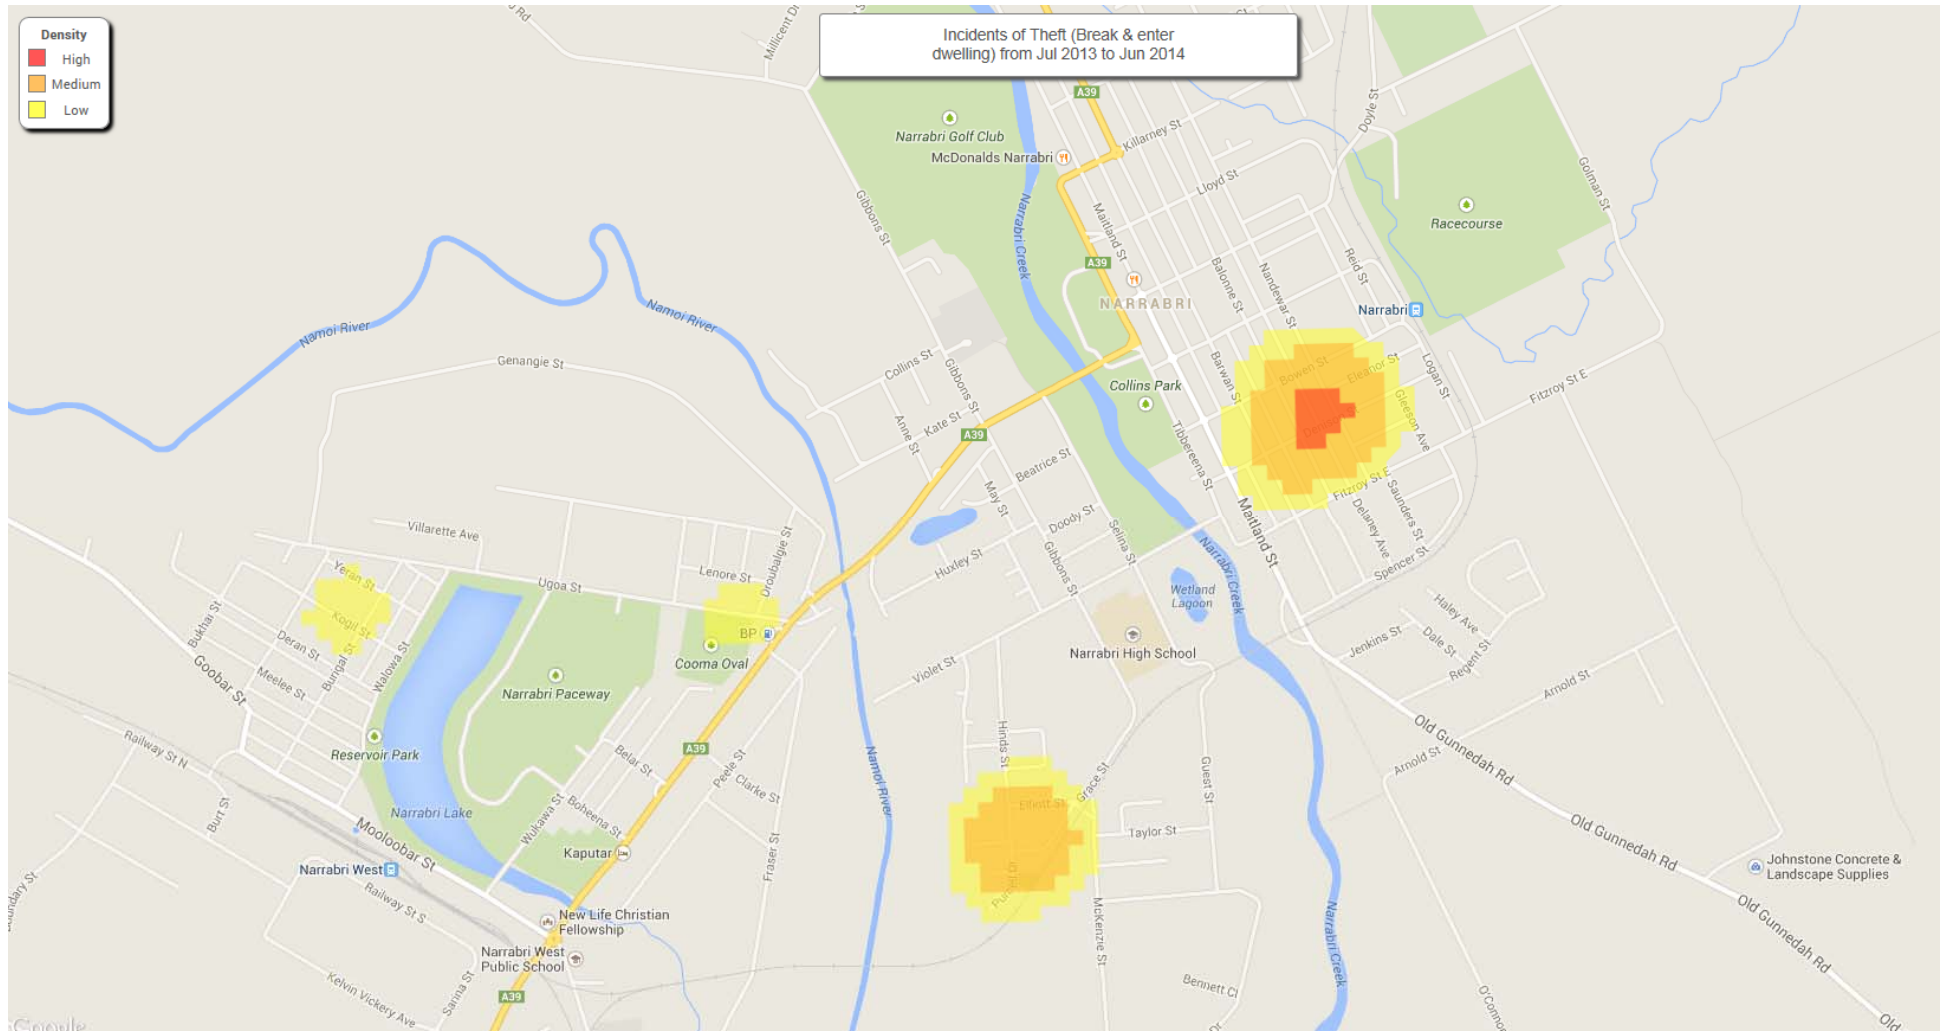 Density
High
Medium
Low
Incidents of Theft (Break & enter
dwelling) from Jul 2013 to Jun 2014
Rd
A39
Doyle St
Narrabri Golf Club
Killarney St
McDonalds Narrabri
Golman St
Lloyd St
Gibbons St
Narrabri Creek
Maitland St
Racecourse
A39
Balonne St
Nandewar St
Reid St
NARRABRI
Namoi River
Namoi River
Narrabri
Genangie St
Collins St
Gibbons St
Barwan St
Bowen St
Eleanor St
Logan St
Collins Park
Fitzroy St E
Kate St
Anne St
A39
Tibbereena St
Gleeson Ave
Beatrice St
May St
Fitzroy St E
Saunders St
Villarette Ave
Doody St
Selina St
Maitland St
Delaney Ave
Droubalgie St
Huxley St
Gibbons St
Narrabri Creek
Spencer St
Yeran St
Lenore St
Ugoa St
Wetland
Lagoon
Bukhai St
Kogil St
BP
Haley Ave
Deran St
Bungal St
Walowa St
Cooma Oval
Narrabri High School
Jenkins St
Dale St
Regent St
Goobar St
Meelee St
Narrabri Paceway
Violet St
Arnold St
Reservoir Park
Hinds St
Old Gunnedah Rd
Railway St N
Belar St
A39
Peele St
Clarke St
Namoi River
Grace St
Guest St
Arnold St
Burt St
Narrabri Lake
Boheena St
Wukawa St
Elliott St
Taylor St
Old Gunnedah Rd
Mooloobar St
Kaputar
Fraser St
Narrabri West
Johnstone Concrete &
Landscape Supplies
Railway St S
New Life Christian
Fellowship
McKenzie St
Narrabri Creek
Old Gunnedah Rd
Narrabri West
Public School
Kelvin Vickery Ave
Sarina St
A39
Bennett Cl
O'Conno
Dr
Old
Google